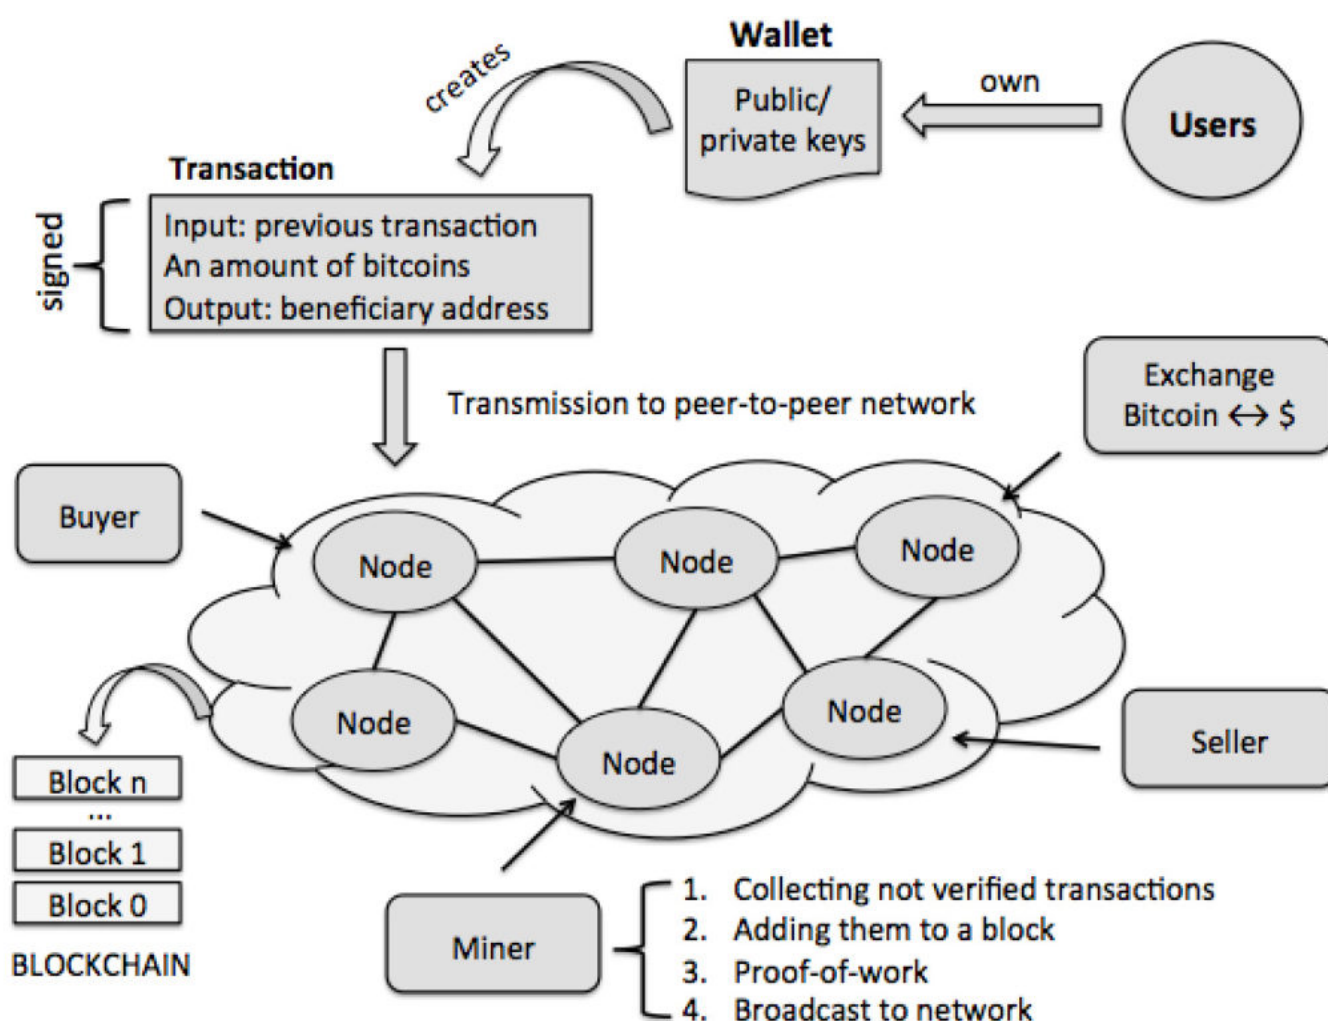 Wallet
Public/
private keys
own
Users
creates
Transaction
signed
Input: previous transaction
An amount of bitcoins
Output: beneficiary address
Transmission to peer-to-peer network
Exchange
Bitcoin ↔ $
Buyer
Node
Node
Node
Node
Node
Node
Seller
Block n
...
Block 1
Block 0
BLOCKCHAIN
Miner
1. Collecting not verified transactions
2. Adding them to a block
3. Proof-of-work
4. Broadcast to network